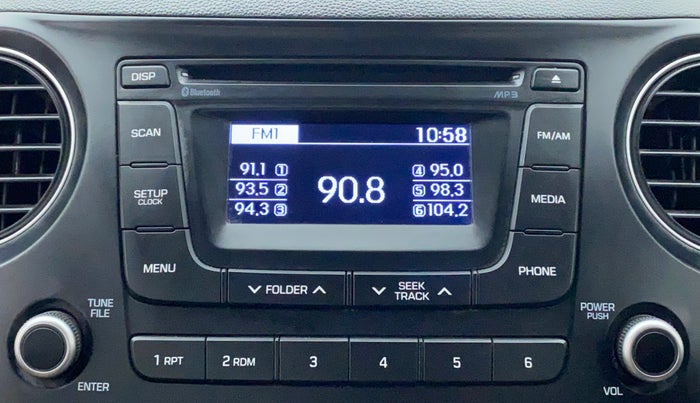 DISP
Bluetooth
MP3
SCAN
FM1 10:58
FM/AM
91.1 1
4 95.0
93.5 2
90.8
5 98.3
94.3 3
6 104.2
SETUP
CLOCK
MEDIA
MENU
PHONE
FOLDER
SEEK
TRACK
TUNE
FILE
POWER
PUSH
1 RPT 2 RDM 3 4 5 6
ENTER
VOL